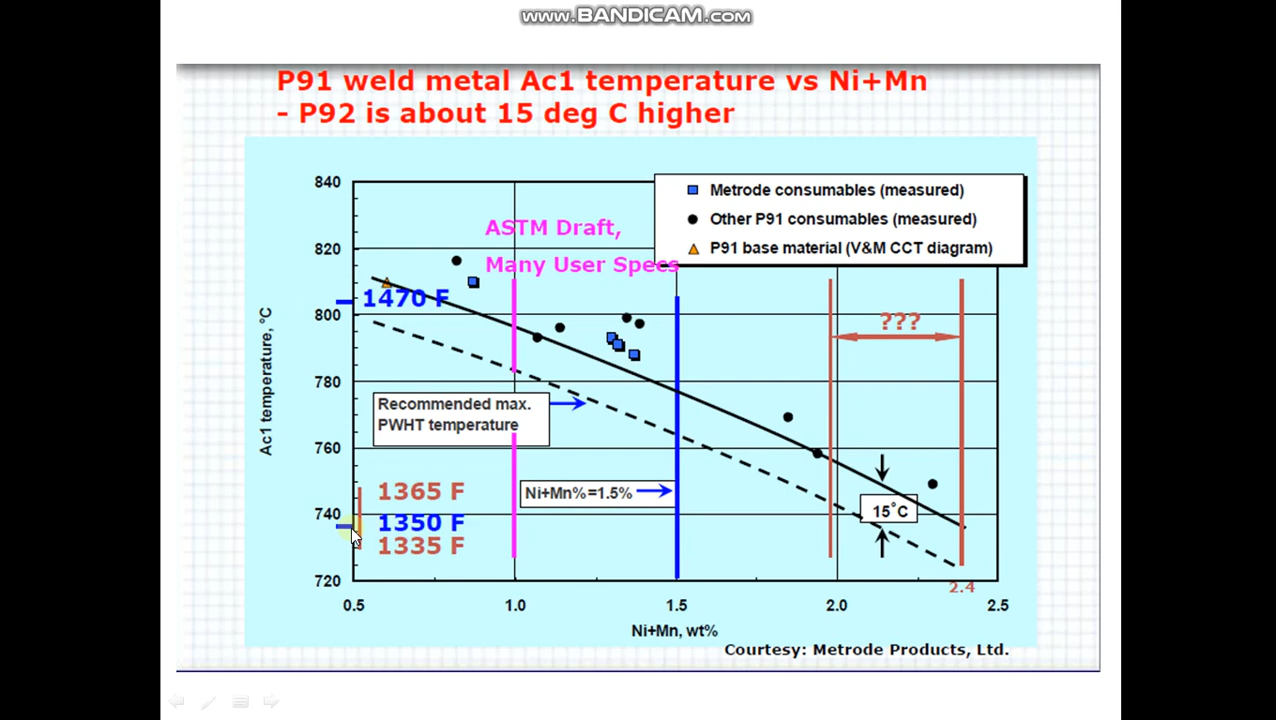 www.BANDICAM.com
P91 weld metal Ac1 temperature vs Ni+Mn
- P92 is about 15 deg C higher
840
820
800
780
760
740
720
Ac1 temperature, °C
Metrode consumables (measured)
Other P91 consumables (measured)
P91 base material (V&M CCT diagram)
ASTM Draft,
Many User Specs
1470 F
???
Recommended max.
PWHT temperature
Ni+Mn%=1.5%
15°C
1365 F
1350 F
1335 F
2.4
0.5 1.0 1.5 2.0 2.5
Ni+Mn, wt%
Courtesy: Metrode Products, Ltd.